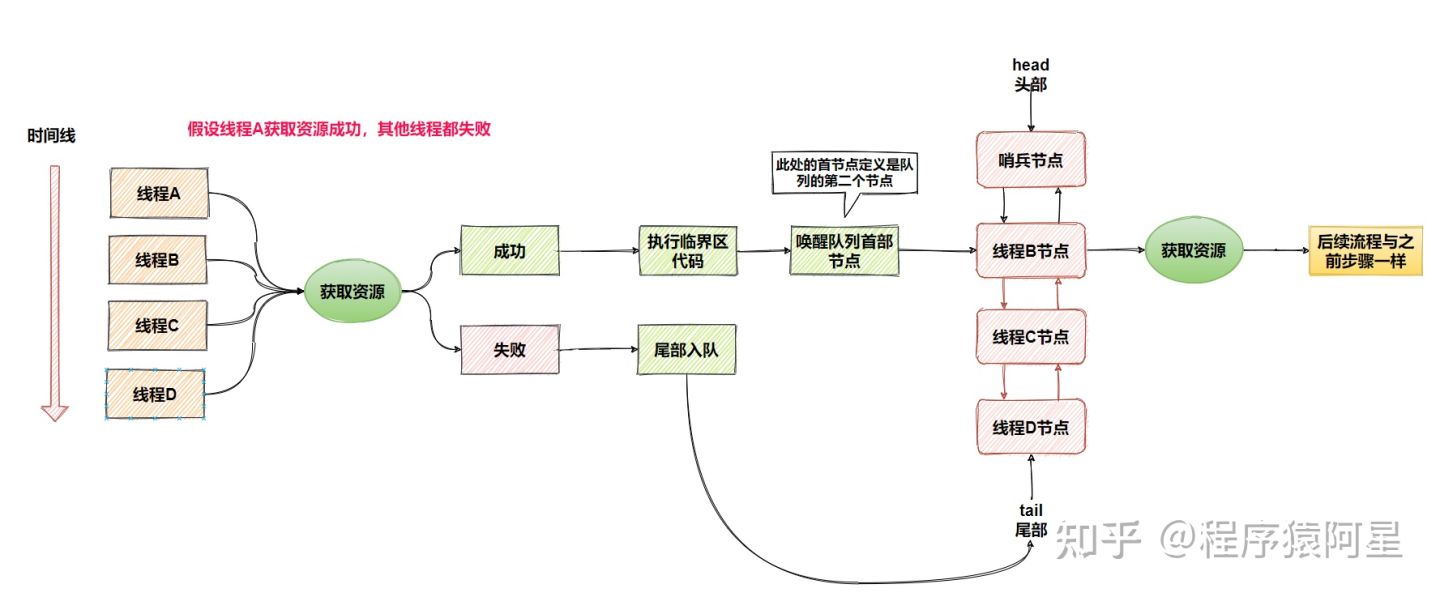 时间线
假设线程A获取资源成功，其他线程都失败
线程A
线程B
线程C
线程D
获取资源
成功
失败
执行临界区
代码
尾部入队
此处的首节点定义是队
列的第二个节点
唤醒队列首部
节点
head
头部
哨兵节点
线程B节点
线程C节点
线程D节点
tail
尾部
获取资源
后续流程与之
前步骤一样
知乎 @程序猿阿星